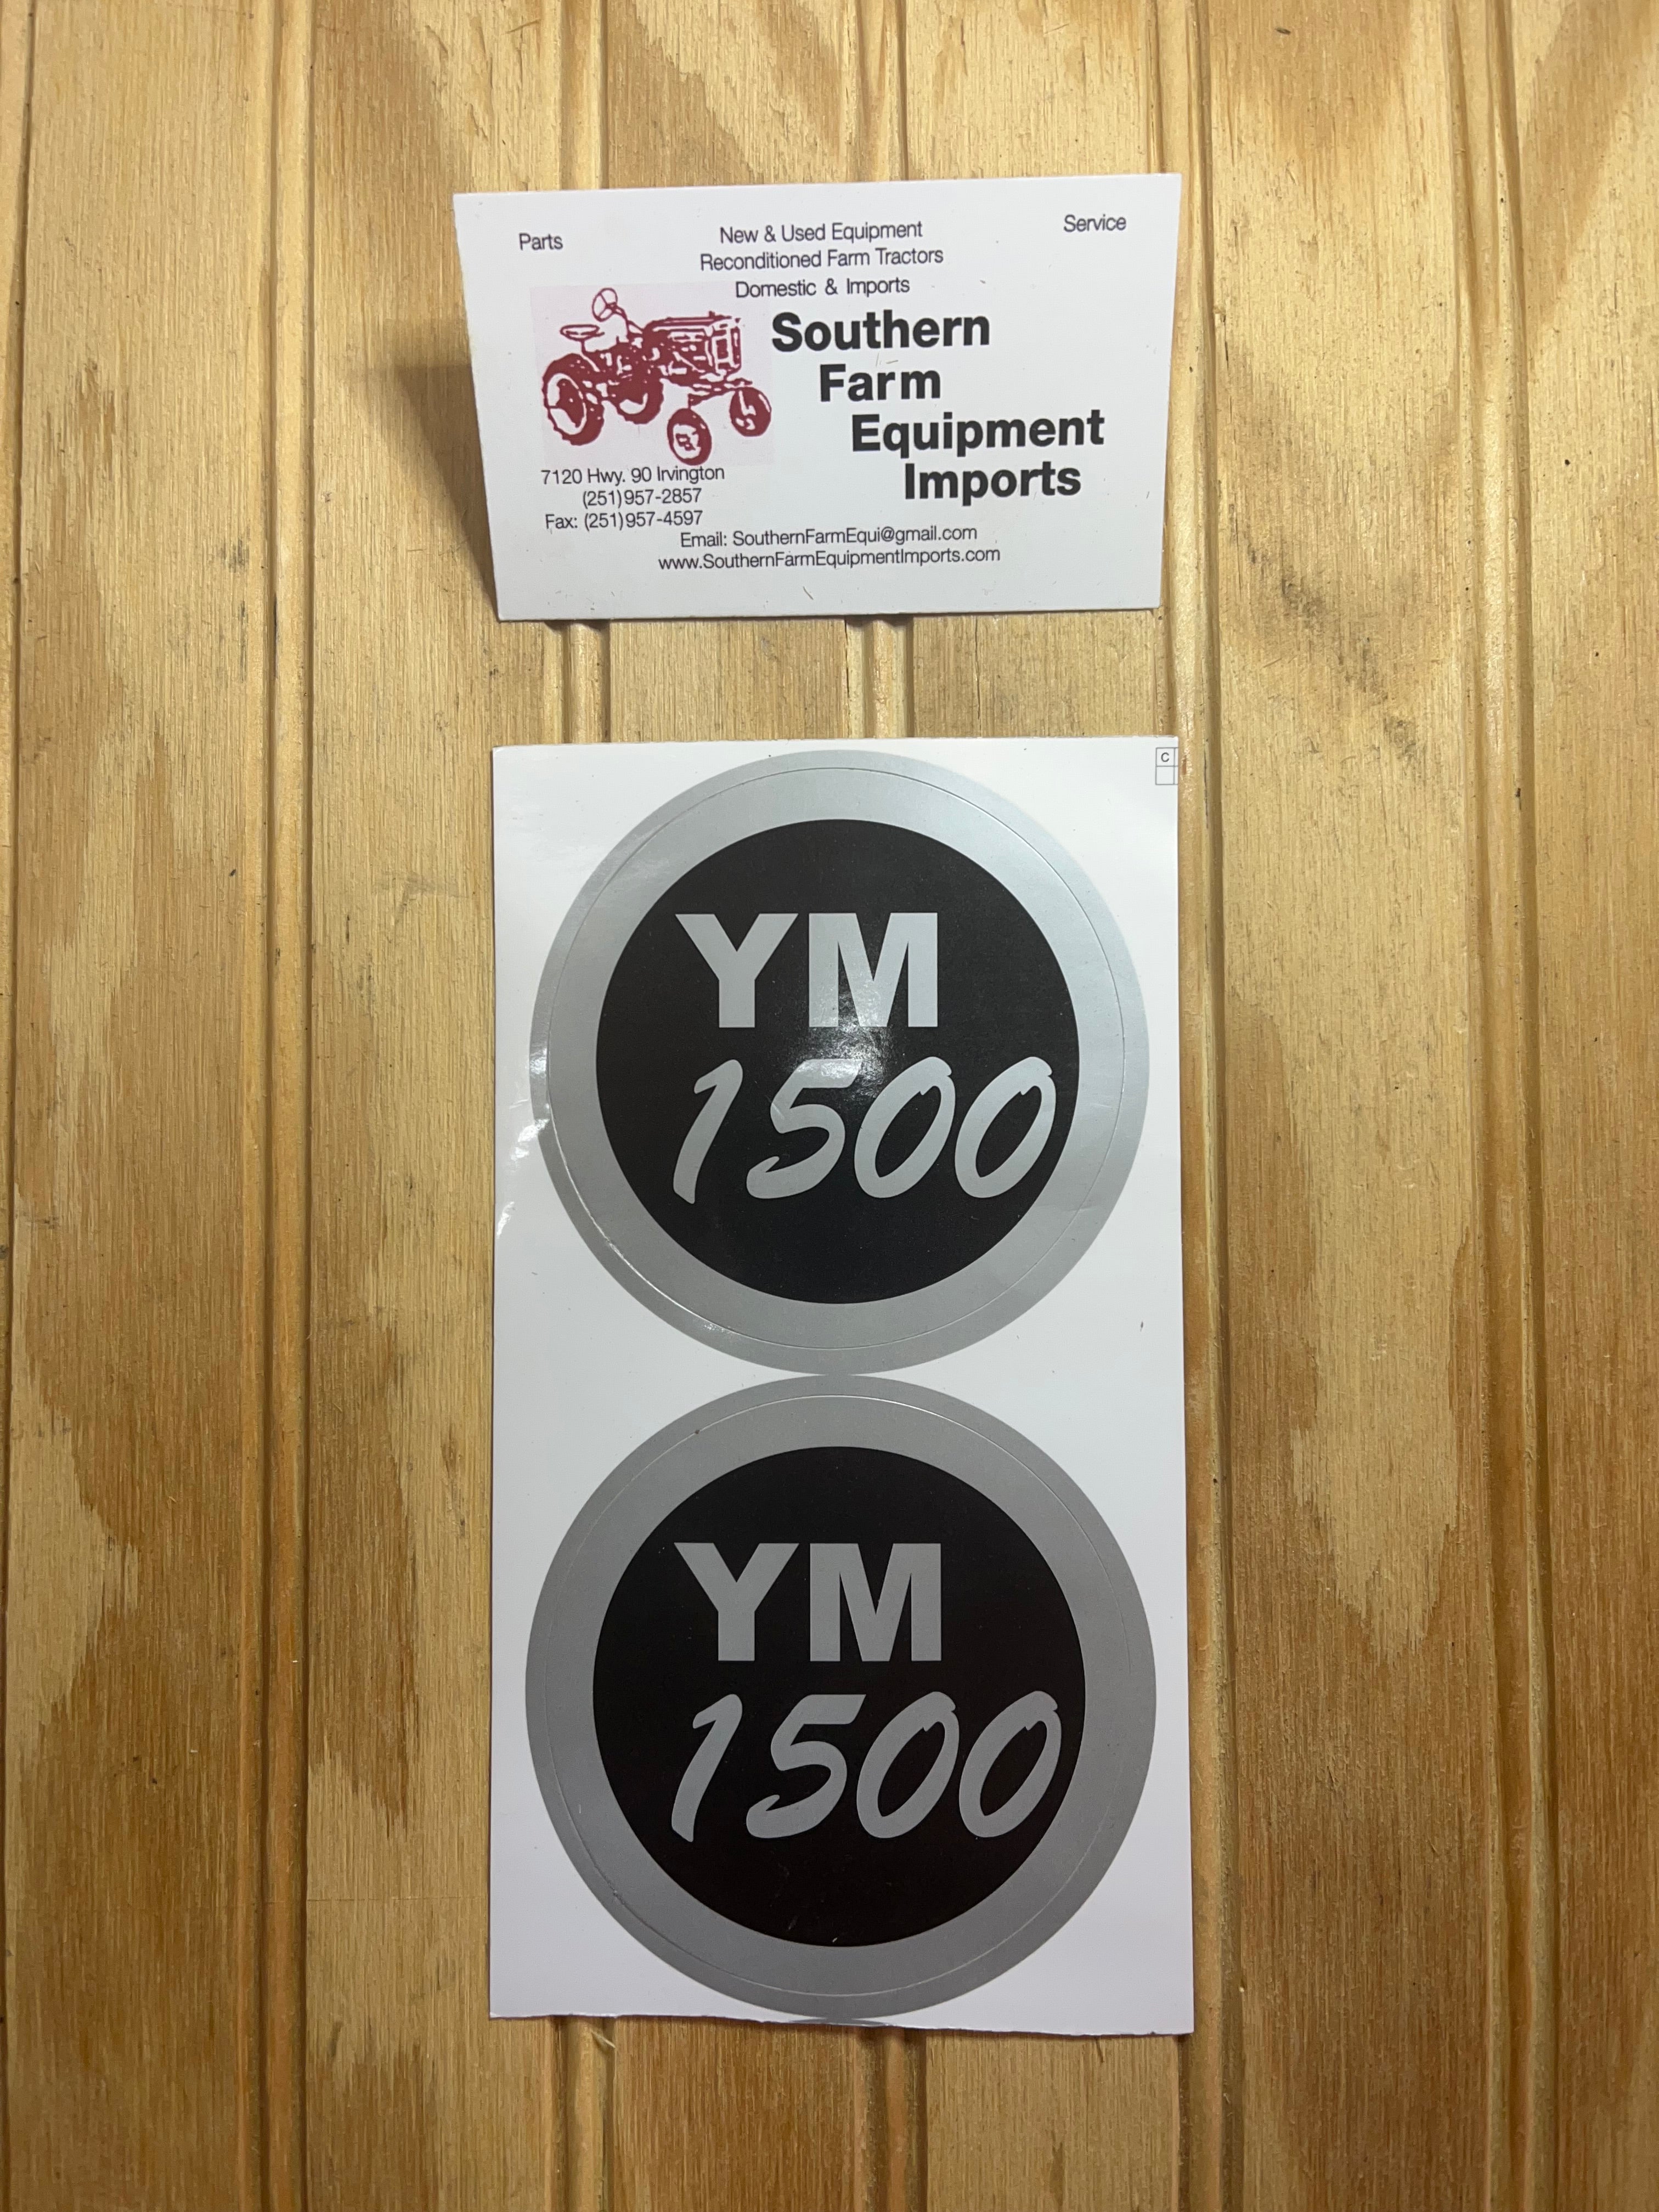 Parts
New & Used Equipment
Service
Reconditioned Farm Tractors
Domestic & Imports
Southern
Farm
Equipment
Imports
7120 Hwy. 90 Irvington
(251)957-2857
Fax: (251)957-4597
Email: SouthernFarmEqui@gmail.com
www.SouthernFarmEquipmentImports.com
C
YM
1500
YM
1500